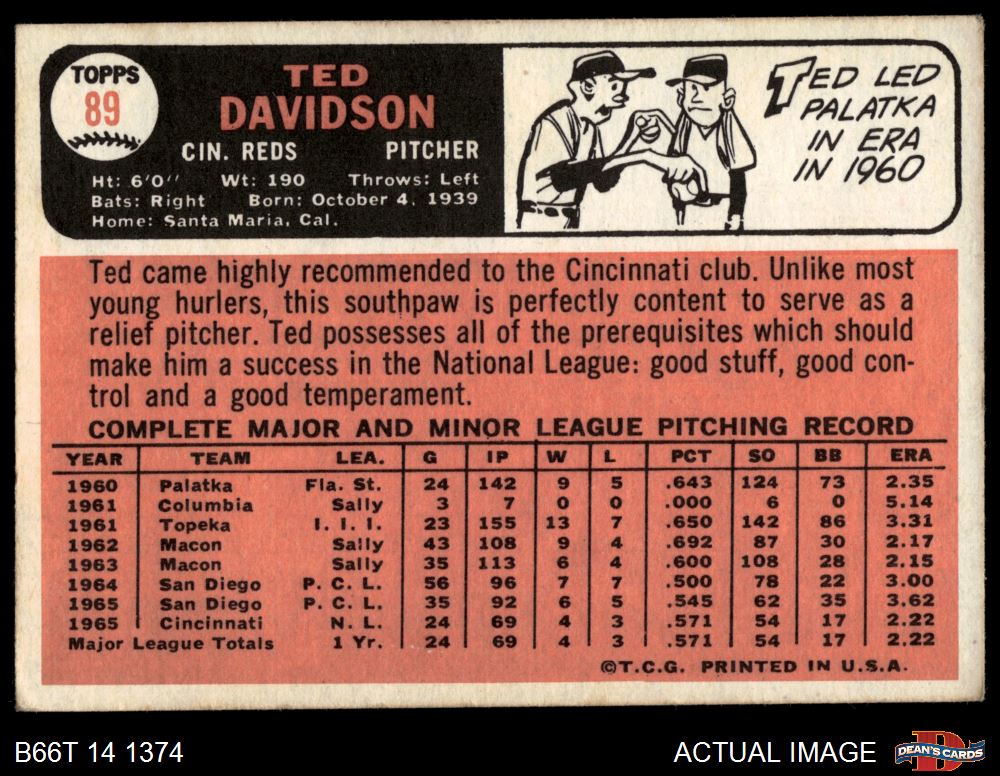 TOPPS
89
TED
DAVIDSON
CIN. REDS PITCHER
Ht: 6'0" Wt: 190 Throws: Left
Bats: Right Born: October 4, 1939
Home: Santa Maria, Cal.
TED LED
PALATKA
IN ERA
IN 1960
Ted came highly recommended to the Cincinnati club. Unlike most
young hurlers, this southpaw is perfectly content to serve as a
relief pitcher. Ted possesses all of the prerequisites which should
make him a success in the National League: good stuff, good con-
trol and a good temperament.
COMPLETE MAJOR AND MINOR LEAGUE PITCHING RECORD
YEAR TEAM LEA. G IP W L PCT SO BB ERA
1960 Palatka Fla. St. 24 142 9 5 .643 124 73 2.35
1961 Columbia Sally 3 7 0 0 .000 6 0 5.14
1961 Topeka I. I. I. 23 155 13 7 .650 142 86 3.31
1962 Macon Sally 43 108 9 4 .692 87 30 2.17
1963 Macon Sally 35 113 6 4 .600 108 28 2.15
1964 San Diego P. C. L. 56 96 7 7 .500 78 22 3.00
1965 San Diego P. C. L. 35 92 6 5 .545 62 35 3.62
1965 Cincinnati N. L. 24 69 4 3 .571 54 17 2.22
Major League Totals 1 Yr. 24 69 4 3 .571 54 17 2.22
©T.C.G. PRINTED IN U.S.A.
B66T 14 1374 ACTUAL IMAGE
DEAN'S CARDS